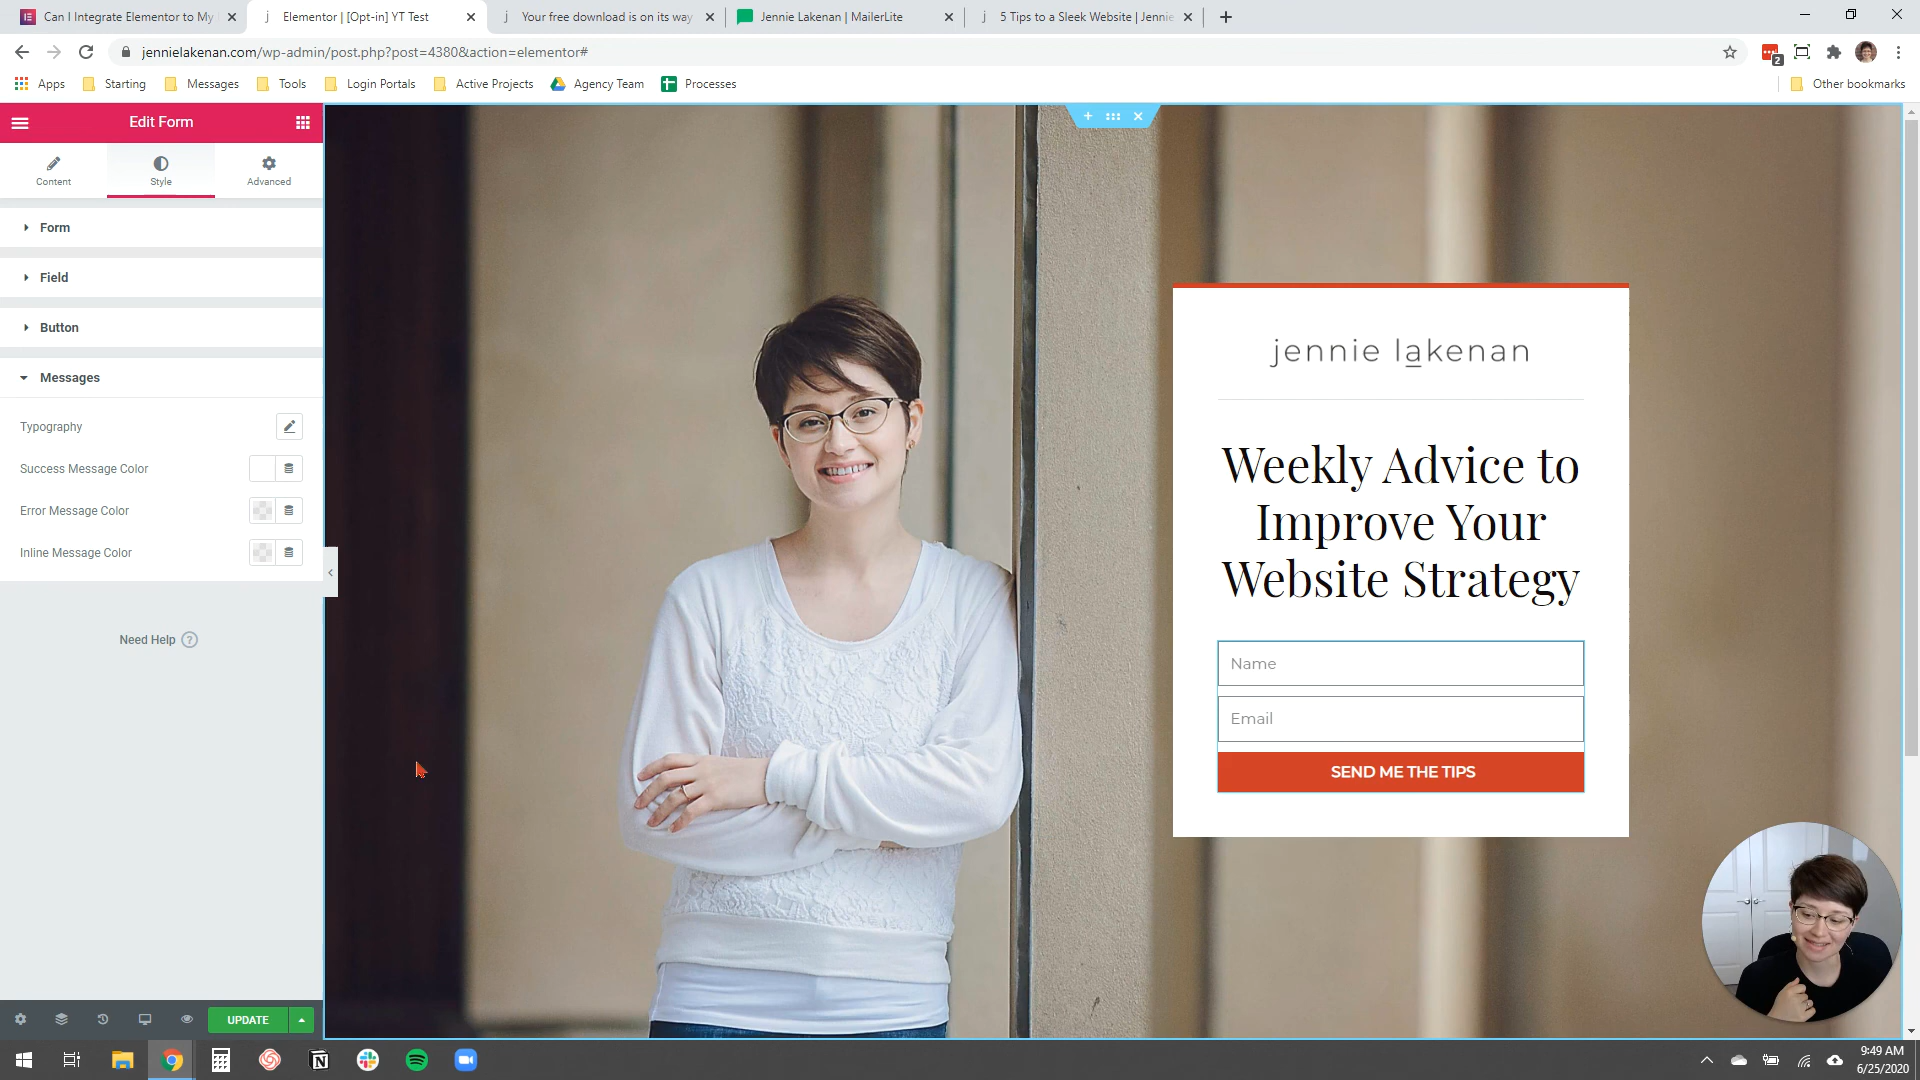 Can I Integrate Elementor to My
Elementor | [Opt-in] YT Test
Your free download is on its way
Jennie Lakenan | MailerLite
5 Tips to a Sleek Website | Jennie
jennielakenan.com/wp-admin/post.php?post=4380&action=elementor#
2
Apps
Starting
Messages
Tools
Login Portals
Active Projects
Agency Team
Processes
Other bookmarks
Edit Form
Content
Style
Advanced
Form
Field
Button
Messages
Typography
Success Message Color
Error Message Color
Inline Message Color
Need Help ?
UPDATE
jennie lakenan
Weekly Advice to
Improve Your
Website Strategy
Name
Email
SEND ME THE TIPS
9:49 AM
6/25/2020